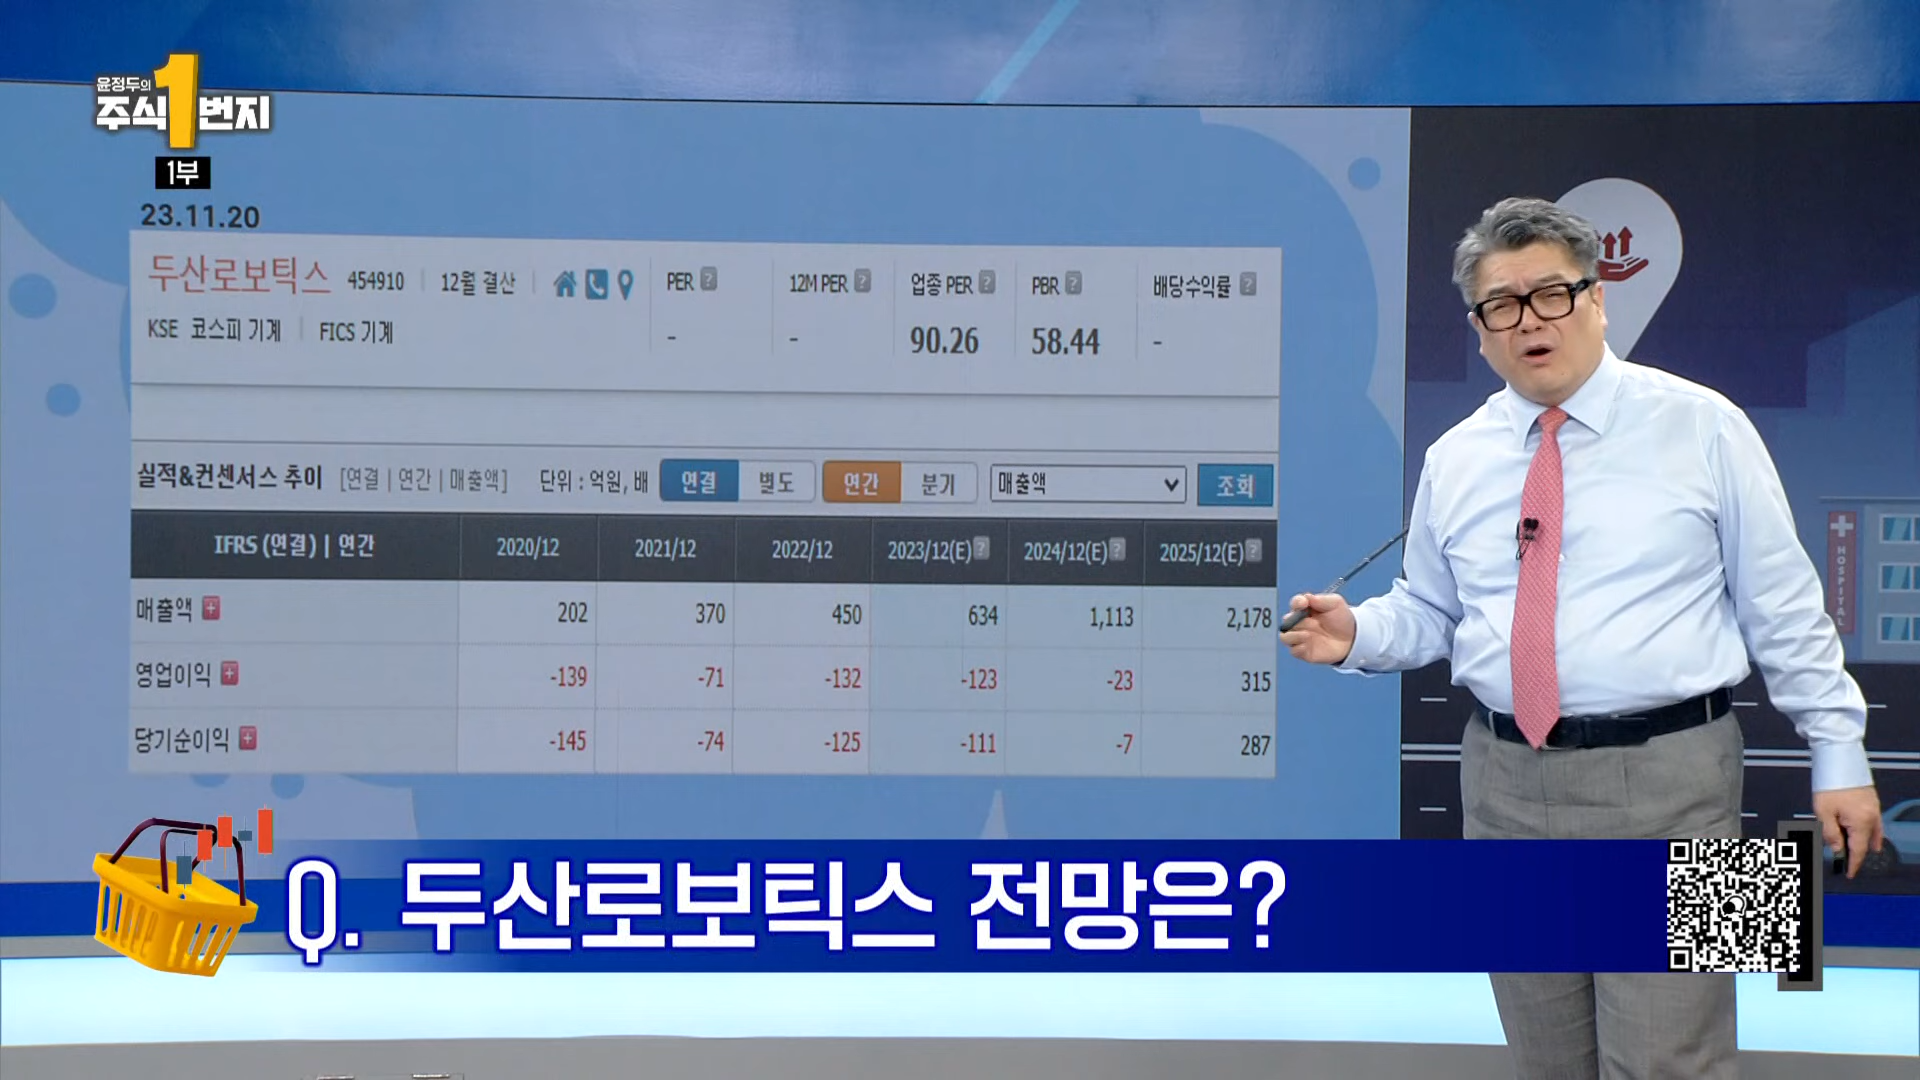 윤정두의
주식1번지
1부
23.11.20
두산로보틱스 454910 12월 결산
KSE 코스피 기계 FICS 기계
PER ? 12M PER ? 업종 PER ? PBR ? 배당수익률 ?
- - 90.26 58.44 -
실적&컨센서스 추이 [연결 | 연간 | 매출액] 단위 : 억원, 배 연결 별도 연간 분기 매출액 조회
IFRS (연결) | 연간 2020/12 2021/12 2022/12 2023/12(E) ? 2024/12(E) ? 2025/12(E) ?
매출액 + 202 370 450 634 1,113 2,178
영업이익 + -139 -71 -132 -123 -23 315
당기순이익 + -145 -74 -125 -111 -7 287
HOSPITAL
Q. 두산로보틱스 전망은?